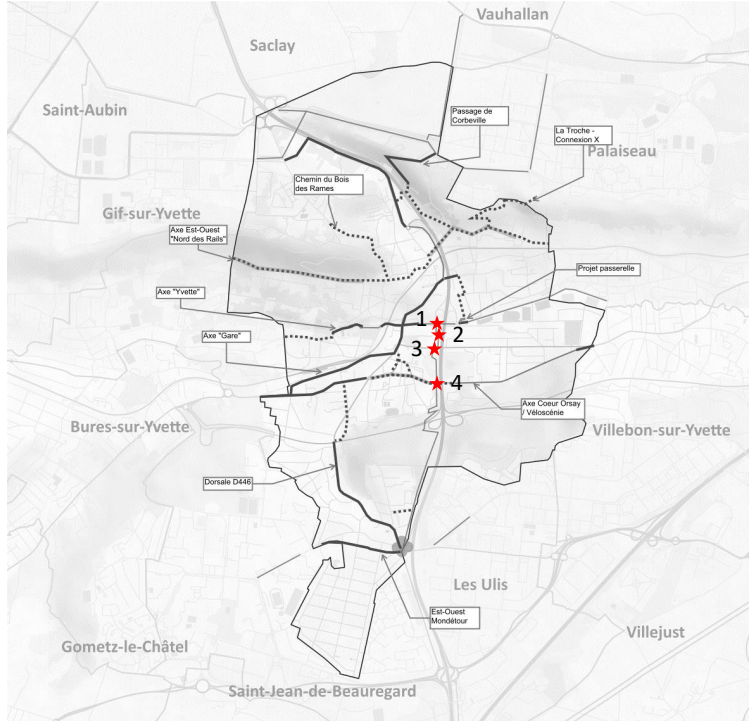 Vauhallan
Saclay
Saint-Aubin
Passage de
Corbeville
La Troche -
Connexion X
Palaiseau
Chemin du Bois
des Rames
Gif-sur-Yvette
Axe Est-Ouest
"Nord des Rails"
Projet passerelle
Axe "Yvette"
1
2
Axe "Gare"
3
4
Axe Coeur Orsay
/ Véloscénie
Bures-sur-Yvette
Villebon-sur-Yvette
Dorsale D446
Les Ulis
Est-Ouest
Mondétour
Villejust
Gometz-le-Châtel
Saint-Jean-de-Beauregard